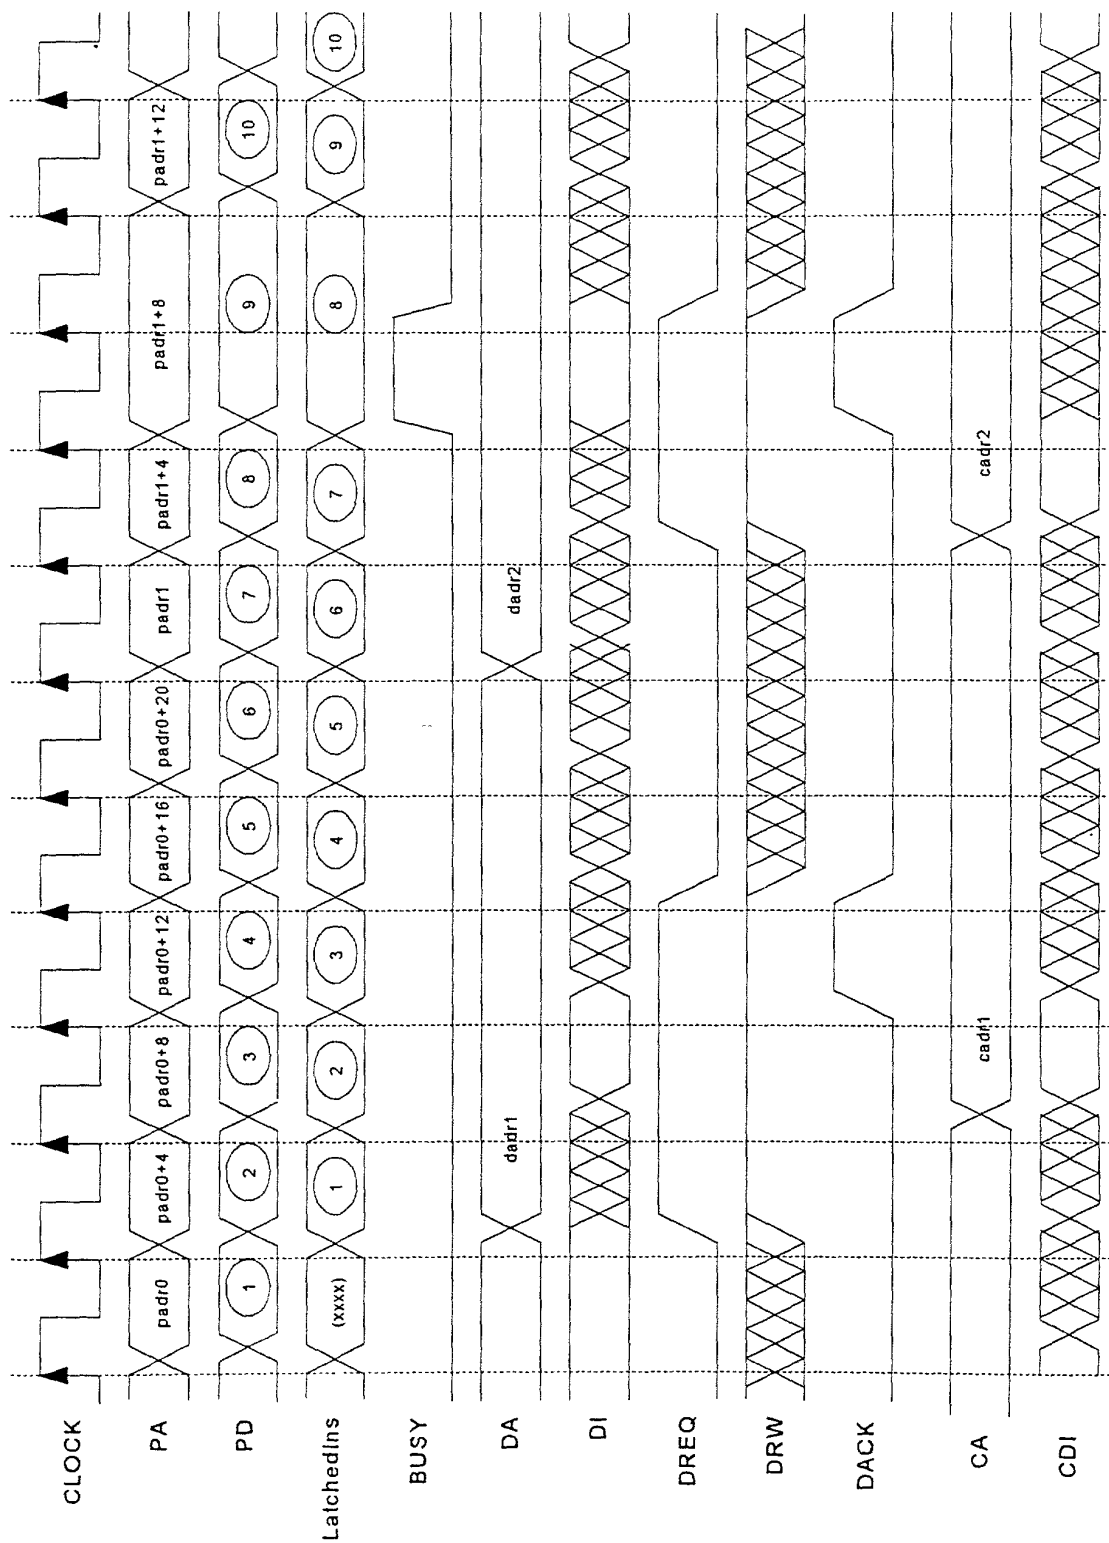 CLOCK
PA padr0 padr0+4 padr0+8 padr0+12 padr0+16 padr0+20 padr1 padr1+4 padr1+8 padr1+12
PD 1 2 3 4 5 6 7 8 9 10
LatchedIns (xxxx) 1 2 3 4 5 6 7 8 9 10
BUSY
DA dadr1 dadr2
DI
DREQ
DRW
DACK
CA cadr1 cadr2
CDI